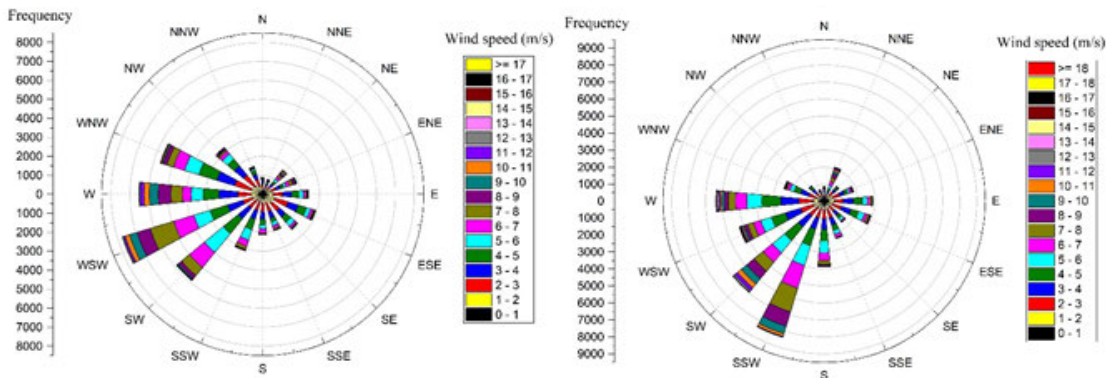 Frequency
8000
7000
6000
5000
4000
3000
2000
1000
0
1000
2000
3000
4000
5000
6000
7000
8000
N
NNE
NE
ENE
E
ESE
SE
SSE
S
SSW
SW
WSW
W
WNW
NW
NNW
Wind speed (m/s)
>= 17
16 - 17
15 - 16
14 - 15
13 - 14
12 - 13
11 - 12
10 - 11
9 - 10
8 - 9
7 - 8
6 - 7
5 - 6
4 - 5
3 - 4
2 - 3
1 - 2
0 - 1
Frequency
9000
8000
7000
6000
5000
4000
3000
2000
1000
0
1000
2000
3000
4000
5000
6000
7000
8000
9000
N
NNE
NE
ENE
E
ESE
SE
SSE
S
SSW
SW
WSW
W
WNW
NW
NNW
Wind speed (m/s)
>= 18
17 - 18
16 - 17
15 - 16
14 - 15
13 - 14
12 - 13
11 - 12
10 - 11
9 - 10
8 - 9
7 - 8
6 - 7
5 - 6
4 - 5
3 - 4
2 - 3
1 - 2
0 - 1